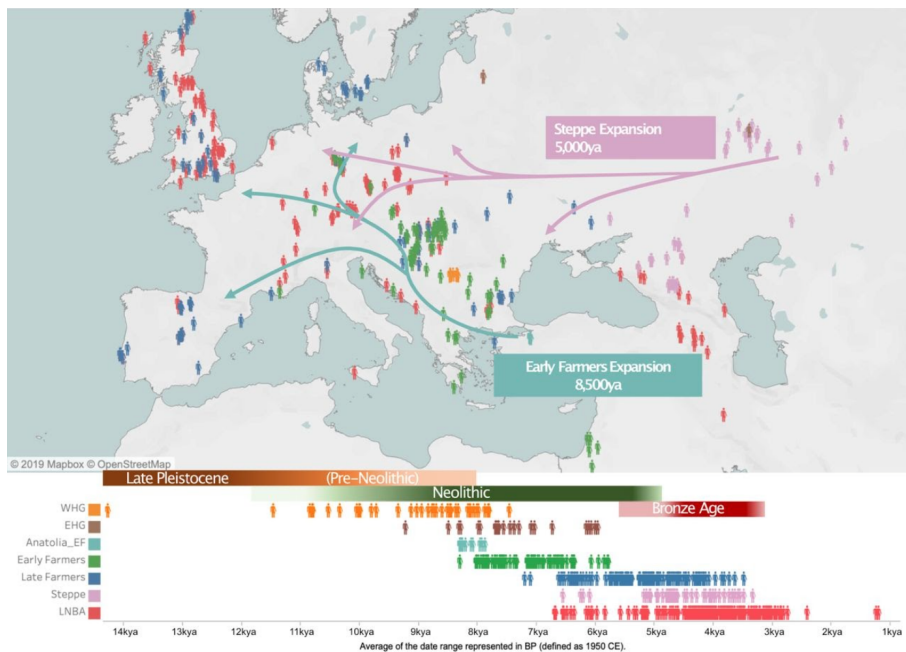 Steppe Expansion
5,000ya
Early Farmers Expansion
8,500ya
© 2019 Mapbox © OpenStreetMap
Late Pleistocene (Pre-Neolithic)
Neolithic
WHG
Bronze Age
EHG
Anatolia_EF
Early Farmers
Late Farmers
Steppe
LNBA
14kya 13kya 12kya 11kya 10kya 9kya 8kya 7kya 6kya 5kya 4kya 3kya 2kya 1kya
Average of the date range represented in BP (defined as 1950 CE).